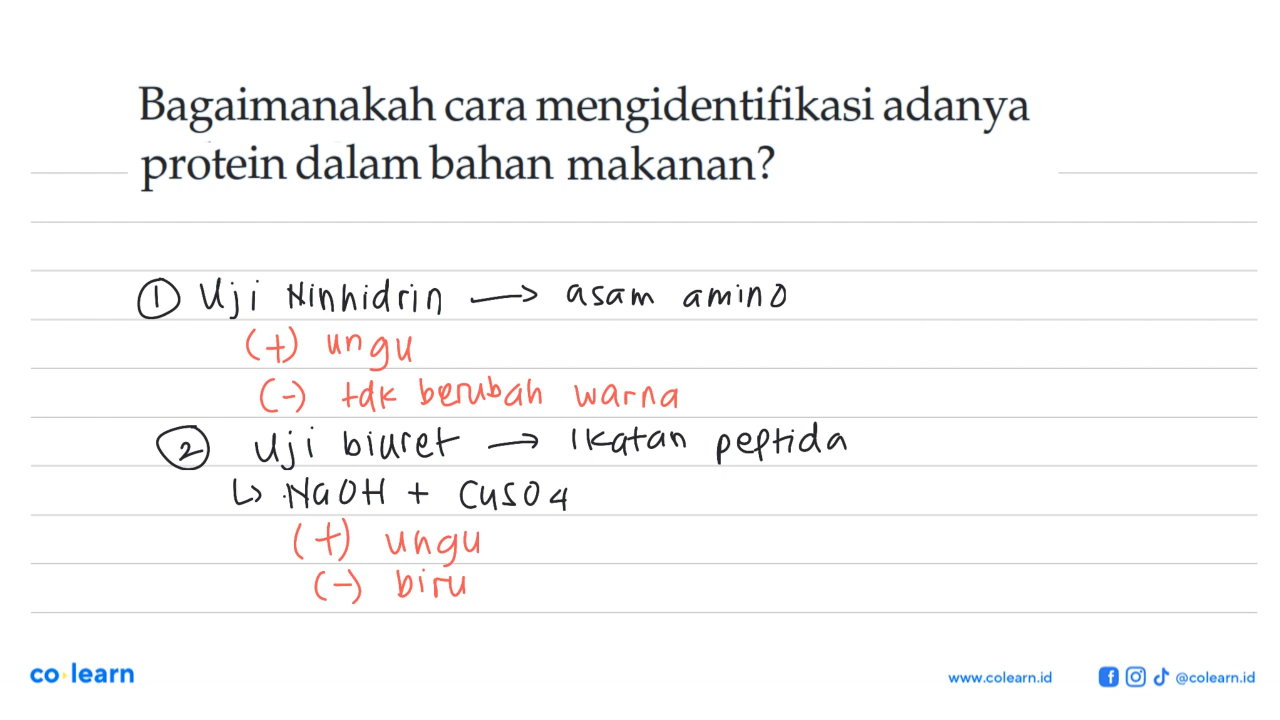 Bagaimanakah cara mengidentifikasi adanya
protein dalam bahan makanan?
① Uji Ninhidrin → asam amino
(+) ungu
(-) tdk berubah warna
② Uji biuret → Ikatan peptida
↳ NaOH + CuSO4
(+) ungu
(-) biru
co learn
www.colearn.id
@colearn.id